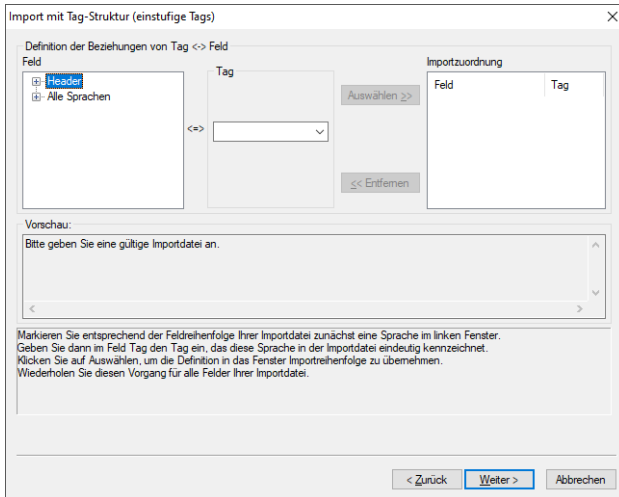 Import mit Tag-Struktur (einstufige Tags)
Definition der Beziehungen von Tag <-> Feld
Feld
Header
Alle Sprachen
<=>
Tag
Auswählen >>
<< Entfernen
Importzuordnung
Feld Tag
Vorschau:
Bitte geben Sie eine gültige Importdatei an.
Markieren Sie entsprechend der Feldreihenfolge Ihrer Importdatei zunächst eine Sprache im linken Fenster.
Geben Sie dann im Feld Tag den Tag ein, das diese Sprache in der Importdatei eindeutig kennzeichnet.
Klicken Sie auf Auswählen, um die Definition in das Fenster Importreihenfolge zu übernehmen.
Wiederholen Sie diesen Vorgang für alle Felder Ihrer Importdatei.
< Zurück Weiter > Abbrechen